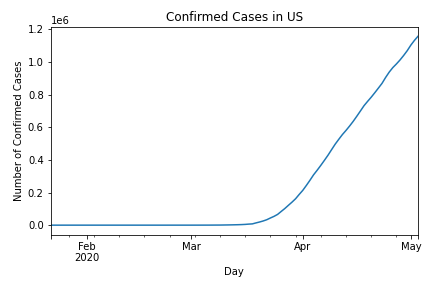 Confirmed Cases in US
1e6
1.2
1.0
0.8
0.6
0.4
0.2
0.0
Number of Confirmed Cases
Feb Mar Apr May
2020
Day